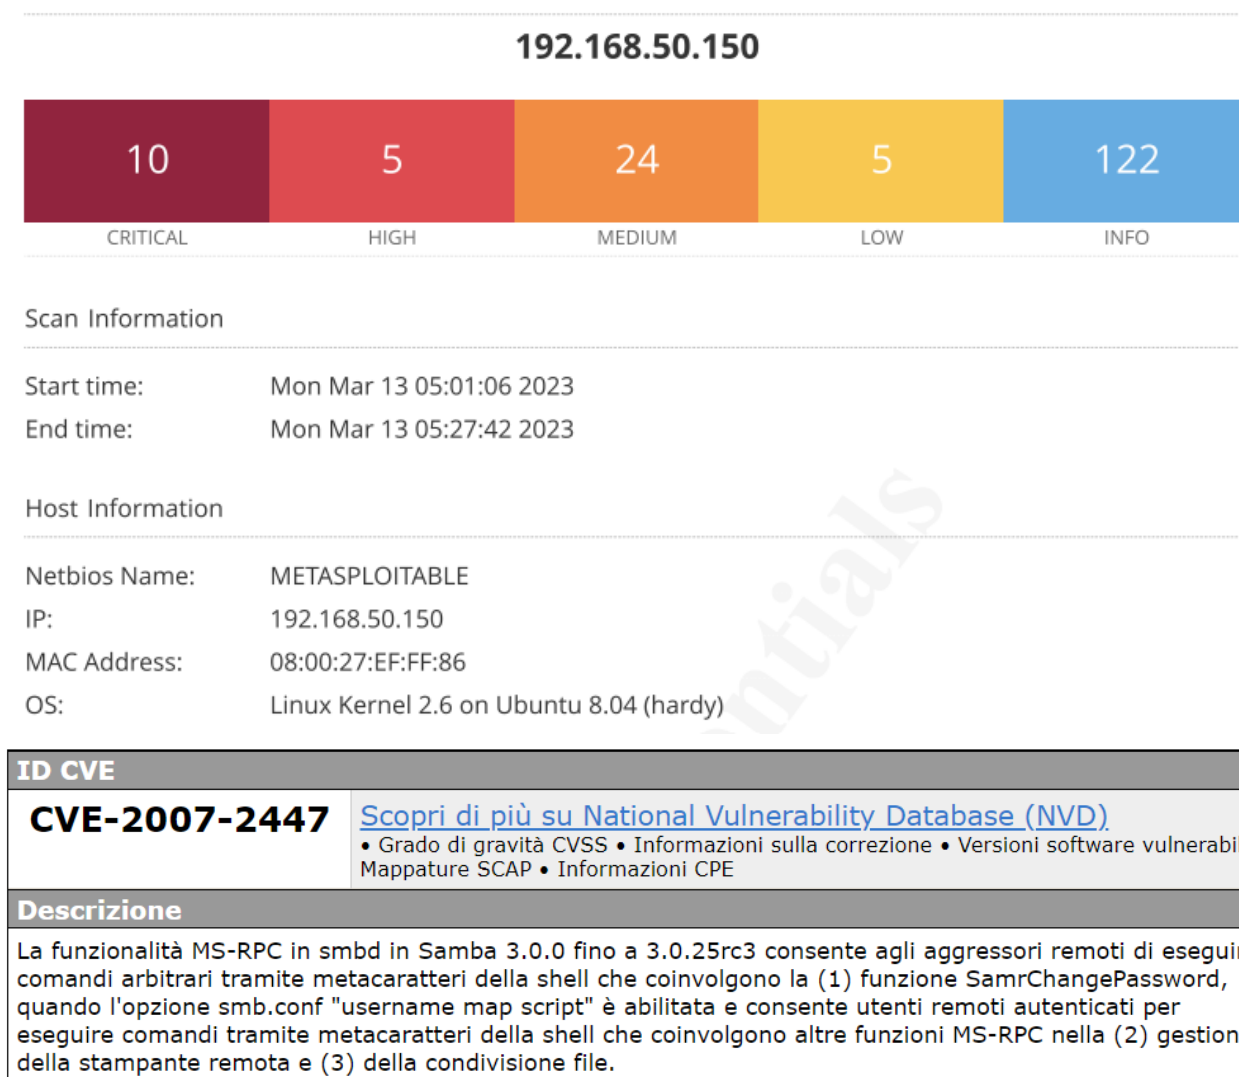 192.168.50.150
10 5 24 5 122
CRITICAL HIGH MEDIUM LOW INFO
Scan Information
Start time: Mon Mar 13 05:01:06 2023
End time: Mon Mar 13 05:27:42 2023
Host Information
Netbios Name: METASPLOITABLE
IP: 192.168.50.150
MAC Address: 08:00:27:EF:FF:86
OS: Linux Kernel 2.6 on Ubuntu 8.04 (hardy)
ID CVE
CVE-2007-2447 Scopri di più su National Vulnerability Database (NVD)
• Grado di gravità CVSS • Informazioni sulla correzione • Versioni software
Mappature SCAP • Informazioni CPE
Descrizione
La funzionalità MS-RPC in smbd in Samba 3.0.0 fino a 3.0.25rc3 consente agli aggressori remoti di
comandi arbitrari tramite metacaratteri della shell che coinvolgono la (1) funzione SamrChangePassword,
quando l'opzione smb.conf "username map script" è abilitata e consente utenti remoti autenticati per
eseguire comandi tramite metacaratteri della shell che coinvolgono altre funzioni MS-RPC nella (2)
della stampante remota e (3) della condivisione file.